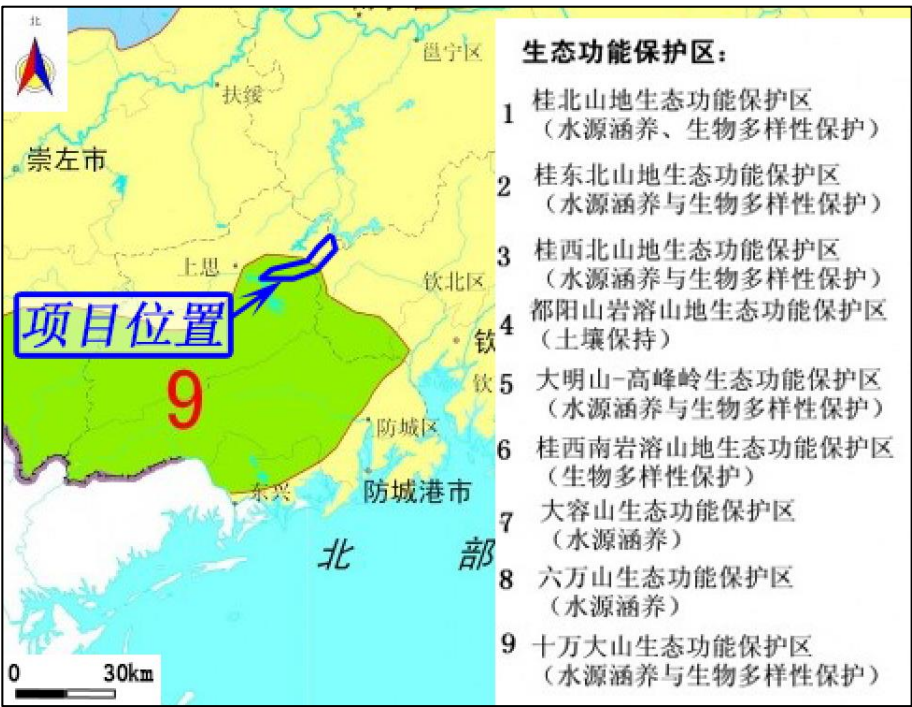 北
邕宁区
扶绥
崇左市
上思
钦北区
项目位置
钦
钦
9
防城区
东兴
防城港市
北 部
0 30km
生态功能保护区：
1 桂北山地生态功能保护区
（水源涵养、生物多样性保护）
2 桂东北山地生态功能保护区
（水源涵养与生物多样性保护）
3 桂西北山地生态功能保护区
（水源涵养与生物多样性保护）
4 都阳山岩溶山地生态功能保护区
（土壤保持）
5 大明山-高峰岭生态功能保护区
（水源涵养与生物多样性保护）
6 桂西南岩溶山地生态功能保护区
（生物多样性保护）
7 大容山生态功能保护区
（水源涵养）
8 六万山生态功能保护区
（水源涵养）
9 十万大山生态功能保护区
（水源涵养与生物多样性保护）